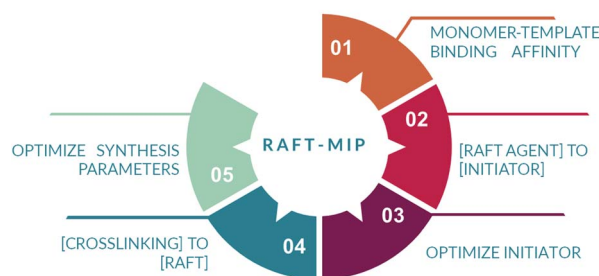 01
MONOMER-TEMPLATE
BINDING AFFINITY
02
[RAFT AGENT] TO
[INITIATOR]
03
OPTIMIZE INITIATOR
04
[CROSSLINKING] TO
[RAFT]
05
OPTIMIZE SYNTHESIS
PARAMETERS
RAFT-MIP